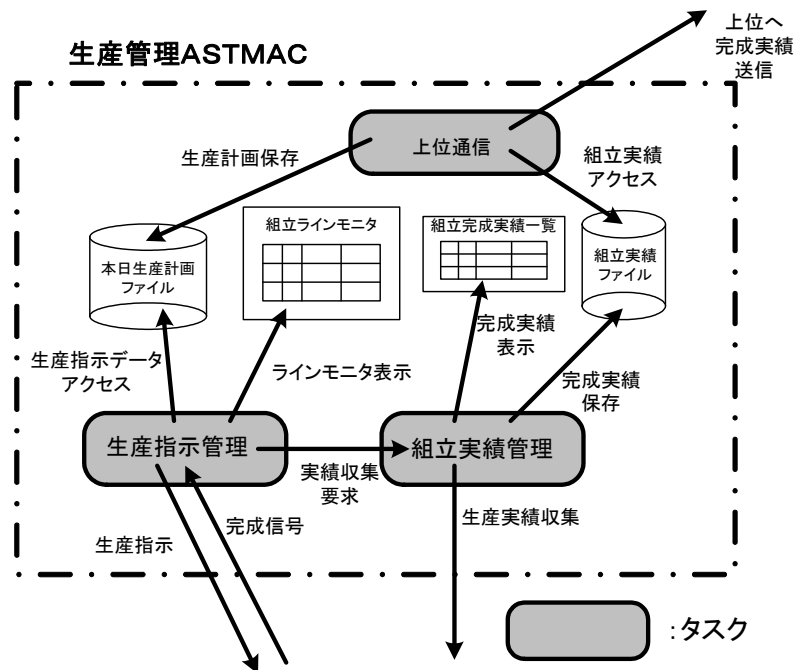 上位へ
完成実績
送信
生産管理ASTMAC
上位通信
生産計画保存
組立実績
アクセス
本日生産計画
ファイル
組立ラインモニタ
組立完成実績一覧
組立実績
ファイル
生産指示データ
アクセス
ラインモニタ表示
完成実績
表示
完成実績
保存
生産指示管理
実績収集
要求
組立実績管理
生産指示
完成信号
生産実績収集
:タスク